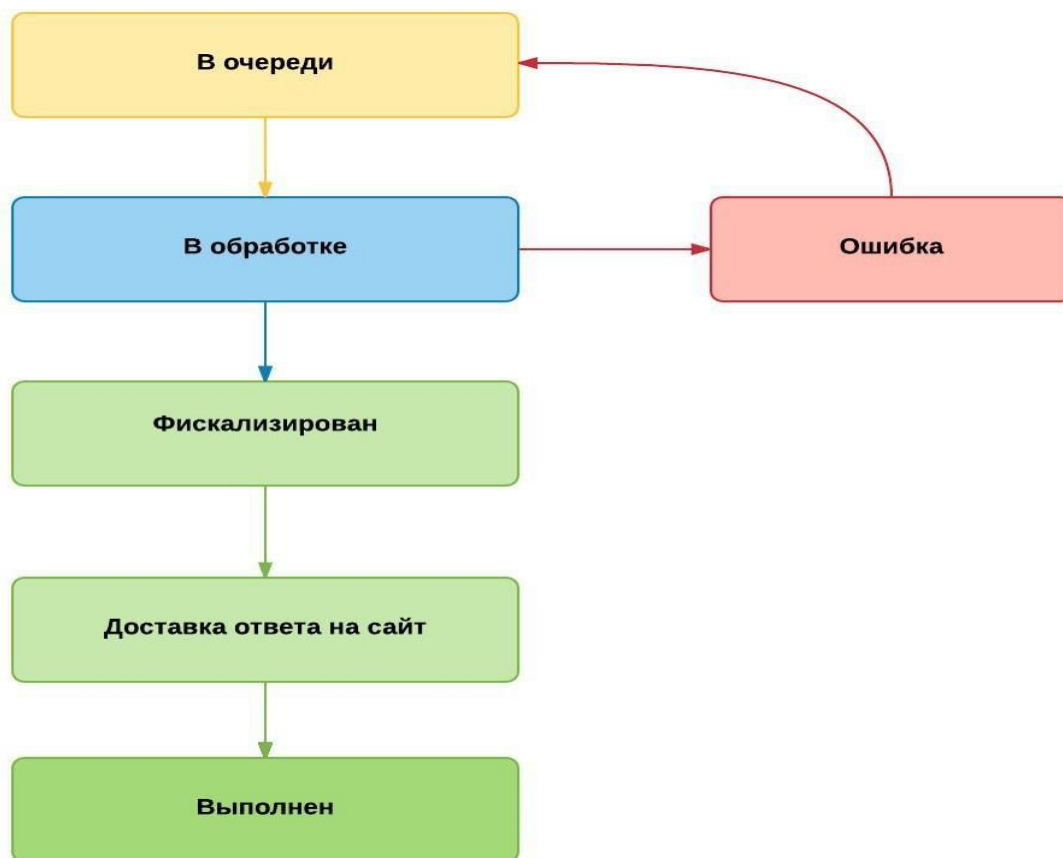 В очереди
В обработке
Ошибка
Фискализирован
Доставка ответа на сайт
Выполнен